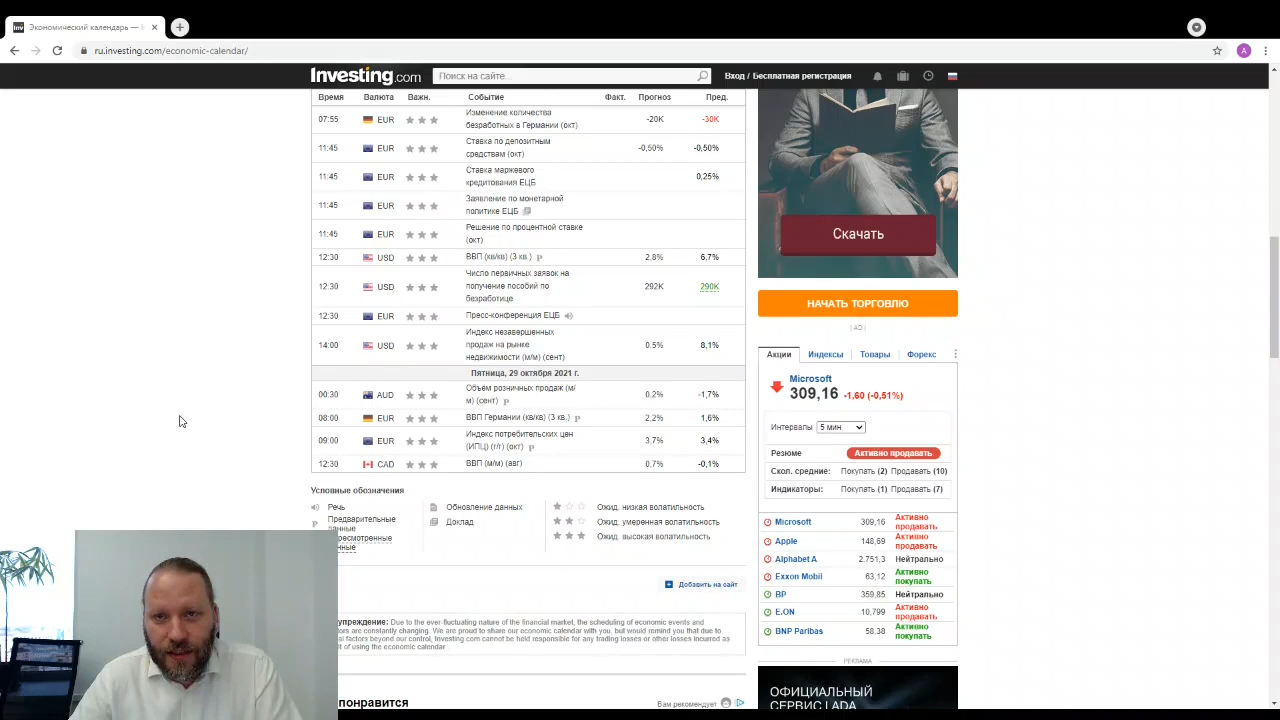 Экономический календарь —
ru.investing.com/economic-calendar/
A
Investing.com
Поиск на сайте...
Вход / Бесплатная регистрация
Время Валюта Важн. Событие Факт. Прогноз Пред.
07:55 EUR Изменение количества
безработных в Германии (окт) -20K -30K
11:45 EUR Ставка по депозитным
средствам (окт) -0,50% -0,50%
11:45 EUR Ставка маржевого
кредитования ЕЦБ 0,25%
11:45 EUR Заявление по монетарной
политике ЕЦБ
11:45 EUR Решение по процентной ставке
(окт)
12:30 USD ВВП (кв/кв) (3 кв.) P 2,8% 6,7%
12:30 USD Число первичных заявок на
получение пособий по
безработице 292K 290K
12:30 EUR Пресс-конференция ЕЦБ
14:00 USD Индекс незавершенных
продаж на рынке
недвижимости (м/м) (сент) 0,5% 8,1%
Пятница, 29 октября 2021 г.
00:30 AUD Объём розничных продаж (м/
м) (сент) P 0,2% -1,7%
08:00 EUR ВВП Германии (кв/кв) (3 кв.) P 2,2% 1,6%
09:00 EUR Индекс потребительских цен
(ИПЦ) (г/г) (окт) P 3,7% 3,4%
12:30 CAD ВВП (м/м) (авг) 0,7% -0,1%
Условные обозначения
Речь
P Предварительные
данные
Обновление данных
Доклад
Ожид. низкая волатильность
Ожид. умеренная волатильность
Ожид. высокая волатильность
Добавить на сайт
Due to the ever-fluctuating nature of the financial market, the scheduling of economic events and
are constantly changing. We are proud to share our economic calendar with you, but would remind you that due to
factors beyond our control, Investing.com cannot be held responsible for any trading losses or other losses incurred as
of using the economic calendar
понравится
Вам рекомендует
Скачать
НАЧАТЬ ТОРГОВЛЮ
| AD |
Акции Индексы Товары Форекс
Microsoft
309,16 -1,60 (-0,51%)
Интервалы 5 мин
Резюме Активно продавать
Скол. средние: Покупать (2) Продавать (10)
Индикаторы: Покупать (1) Продавать (7)
Microsoft 309,16 Активно
продавать
Apple 148,69 Активно
продавать
Alphabet A 2.751,3 Нейтрально
Exxon Mobil 63,12 Активно
покупать
BP 359,85 Нейтрально
E.ON 10,799 Активно
продавать
BNP Paribas 58,38 Активно
покупать
РЕКЛАМА
ОФИЦИАЛЬНЫЙ
СЕРВИС LADA